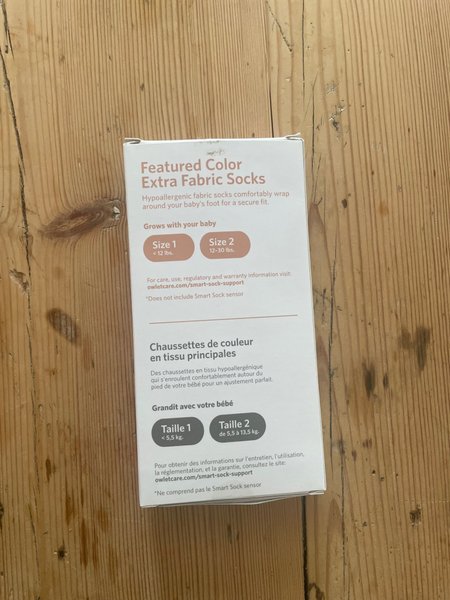 Featured Color
Extra Fabric Socks
Hypoallergenic fabric socks comfortably wrap
around your baby's foot for a secure fit.
Grows with your baby
Size 1
< 12 lbs.
Size 2
12-30 lbs.
For care, use, regulatory and warranty information visit:
owletcare.com/smart-sock-support
*Does not include Smart Sock sensor
Chaussettes de couleur
en tissu principales
Des chaussettes en tissu hypoallergénique
qui s'enroulent confortablement autour du
pied de votre bébé pour un ajustement parfait.
Grandit avec votre bébé
Taille 1
< 5,5 kg.
Taille 2
de 5,5 à 13,5 kg.
Pour obtenir des informations sur l'entretien, l'utilisation,
la réglementation, et la garantie, consultez le site:
owletcare.com/smart-sock-support
*Ne comprend pas le Smart Sock sensor